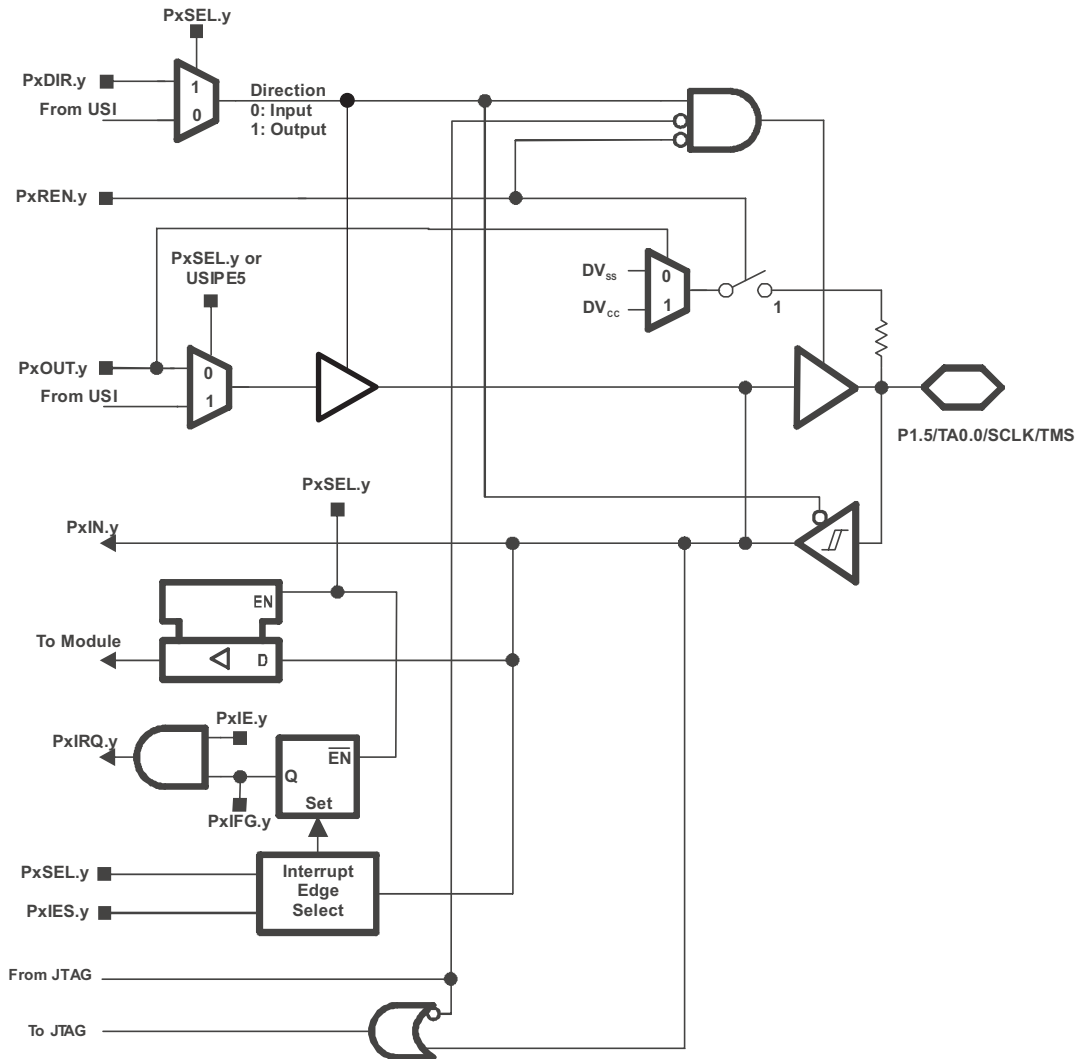 PxSEL.y
PxDIR.y
1
From USI
0
Direction
0: Input
1: Output
PxREN.y
PxSEL.y or
USIPE5
DVSS
0
DVCC
1
1
PxOUT.y
0
From USI
1
P1.5/TA0.0/SCLK/TMS
PxSEL.y
PxIN.y
EN
To Module
D
PxIE.y
PxIRQ.y
EN
Q
Set
PxIFG.y
PxSEL.y
Interrupt
Edge
Select
PxIES.y
From JTAG
To JTAG